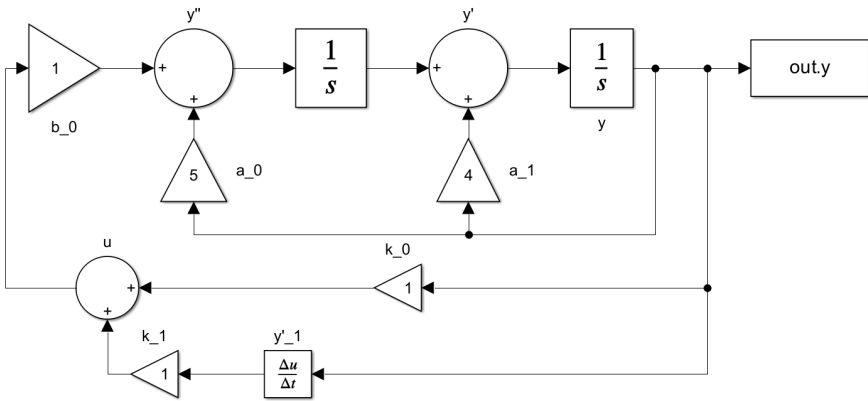 y"
y'
1
b_0
+
+
1
s
+
+
1
s
y
out.y
5
a_0
4
a_1
u
k_0
+
+
1
k_1
1
y'_1
Δu
Δt